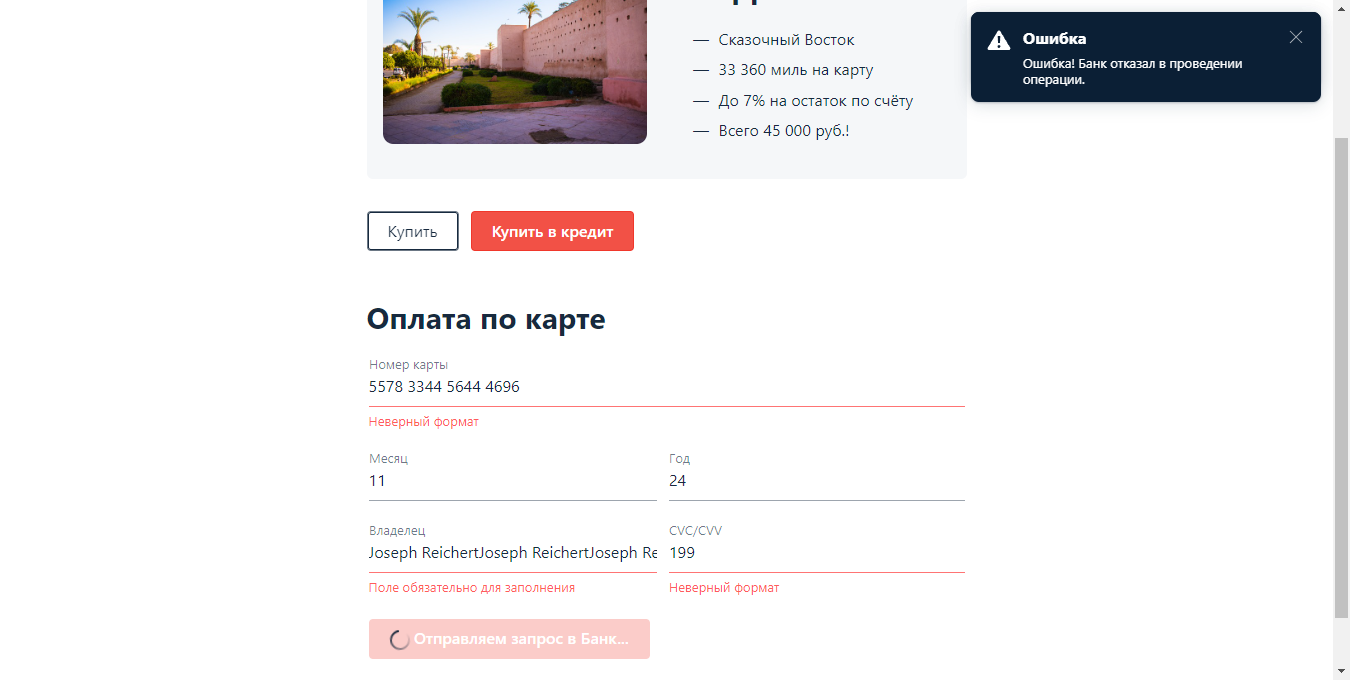 — Сказочный Восток
— 33 360 миль на карту
— До 7% на остаток по счёту
— Всего 45 000 руб.!
Ошибка
Ошибка! Банк отказал в проведении
операции.
Купить
Купить в кредит
Оплата по карте
Номер карты
5578 3344 5644 4696
Неверный формат
Месяц
Год
11
24
Владелец
CVC/CVV
Joseph ReichertJoseph ReichertJoseph Re
199
Поле обязательно для заполнения
Неверный формат
Отправляем запрос в Банк...